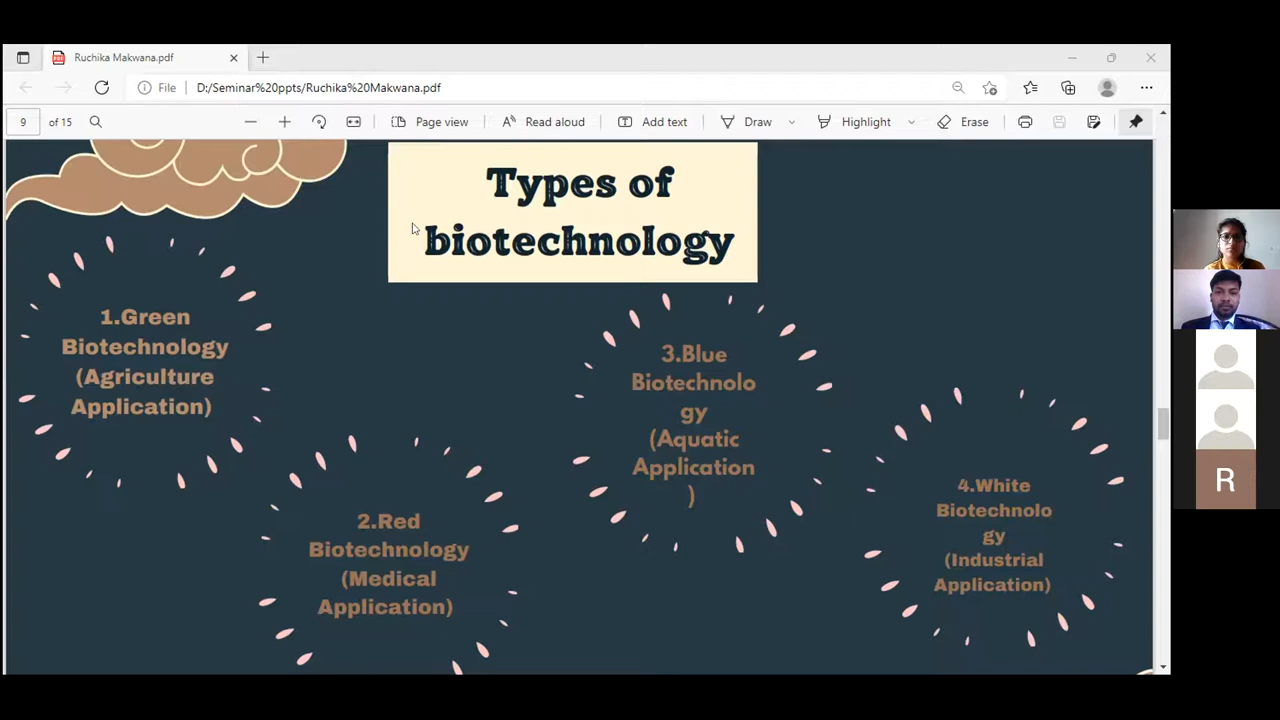 Ruchika Makwana.pdf
File
D:/Seminar%20ppts/Ruchika%20Makwana.pdf
9
of 15
Page view
Read aloud
Add text
Draw
Highlight
Erase
Types of
biotechnology
1.Green
Biotechnology
(Agriculture
Application)
2.Red
Biotechnology
(Medical
Application)
3.Blue
Biotechnolo
gy
(Aquatic
Application
)
4.White
Biotechnolo
gy
(Industrial
Application)
R